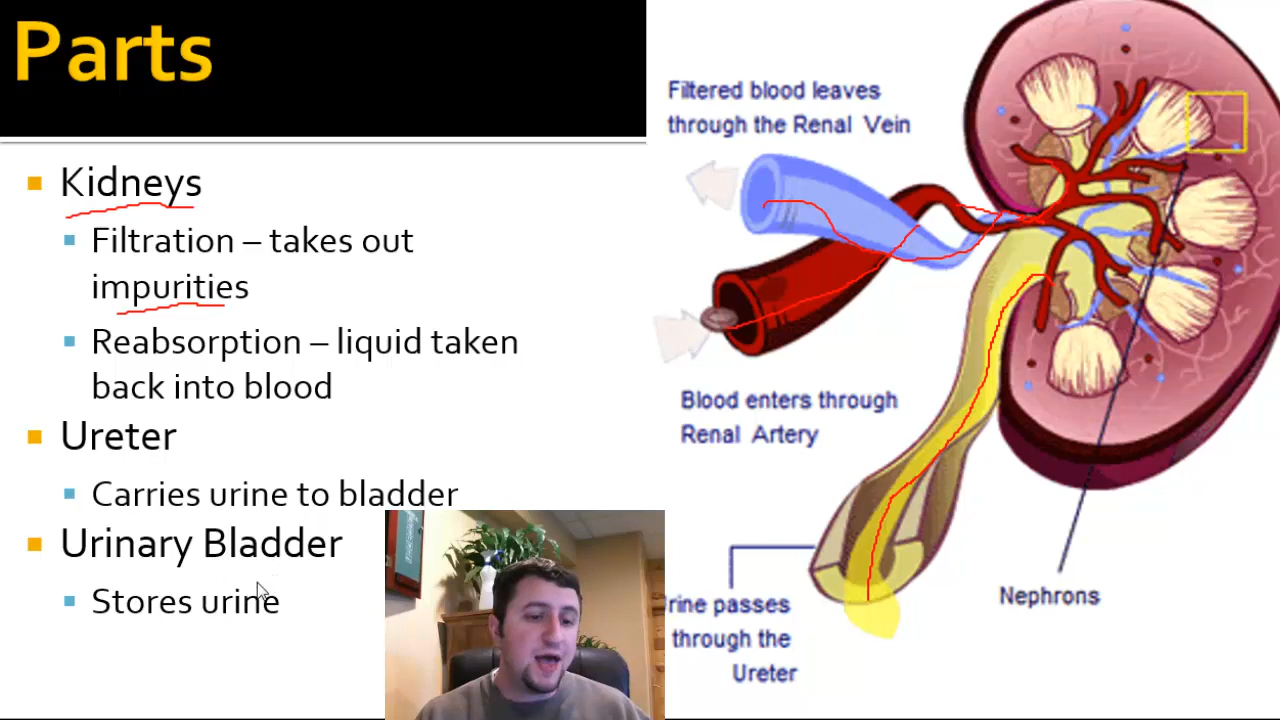 Parts
Kidneys
Filtration – takes out
impurities
Reabsorption – liquid taken
back into blood
Ureter
Carries urine to bladder
Urinary Bladder
Stores urine
Filtered blood leaves
through the Renal Vein
Blood enters through
Renal Artery
rine passes
through the
Ureter
Nephrons